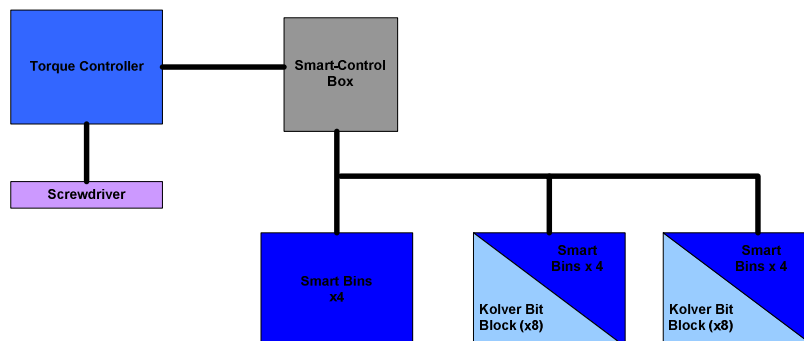 Torque Controller
Smart-Control
Box
Screwdriver
Smart Bins
x4
Smart
Bins x 4
Kolver Bit
Block (x8)
Smart
Bins x 4
Kolver Bit
Block (x8)